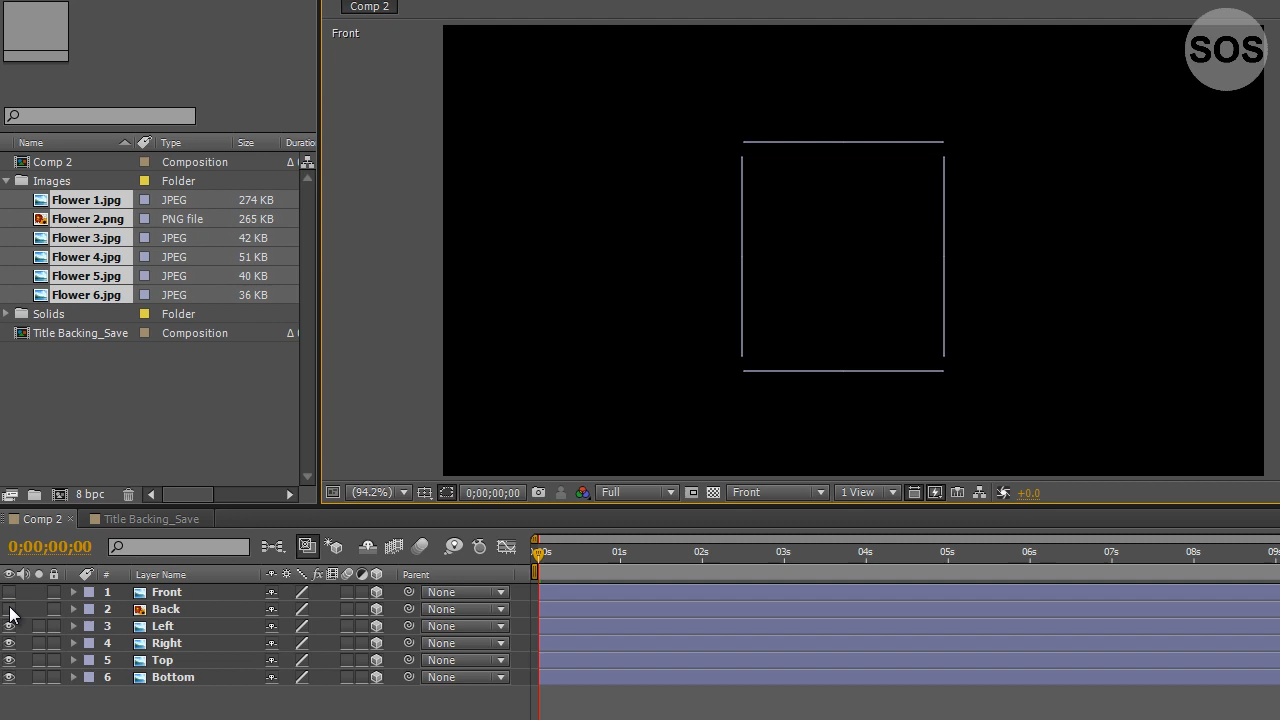 Comp 2
Front
SOS
Name Type Size Duratio
Comp 2 Composition
Images Folder
Flower 1.jpg JPEG 274 KB
Flower 2.png PNG file 265 KB
Flower 3.jpg JPEG 42 KB
Flower 4.jpg JPEG 51 KB
Flower 5.jpg JPEG 40 KB
Flower 6.jpg JPEG 36 KB
Solids Folder
Title Backing_Save Composition
8 bpc
(94.2%) 0;00;00;00 Full Front 1 View +0.0
Comp 2 × Title Backing_Save
0;00;00;00
01s 02s 03s 04s 05s 06s 07s 08s 09s
# Layer Name fx Parent
1 Front None
2 Back None
3 Left None
4 Right None
5 Top None
6 Bottom None